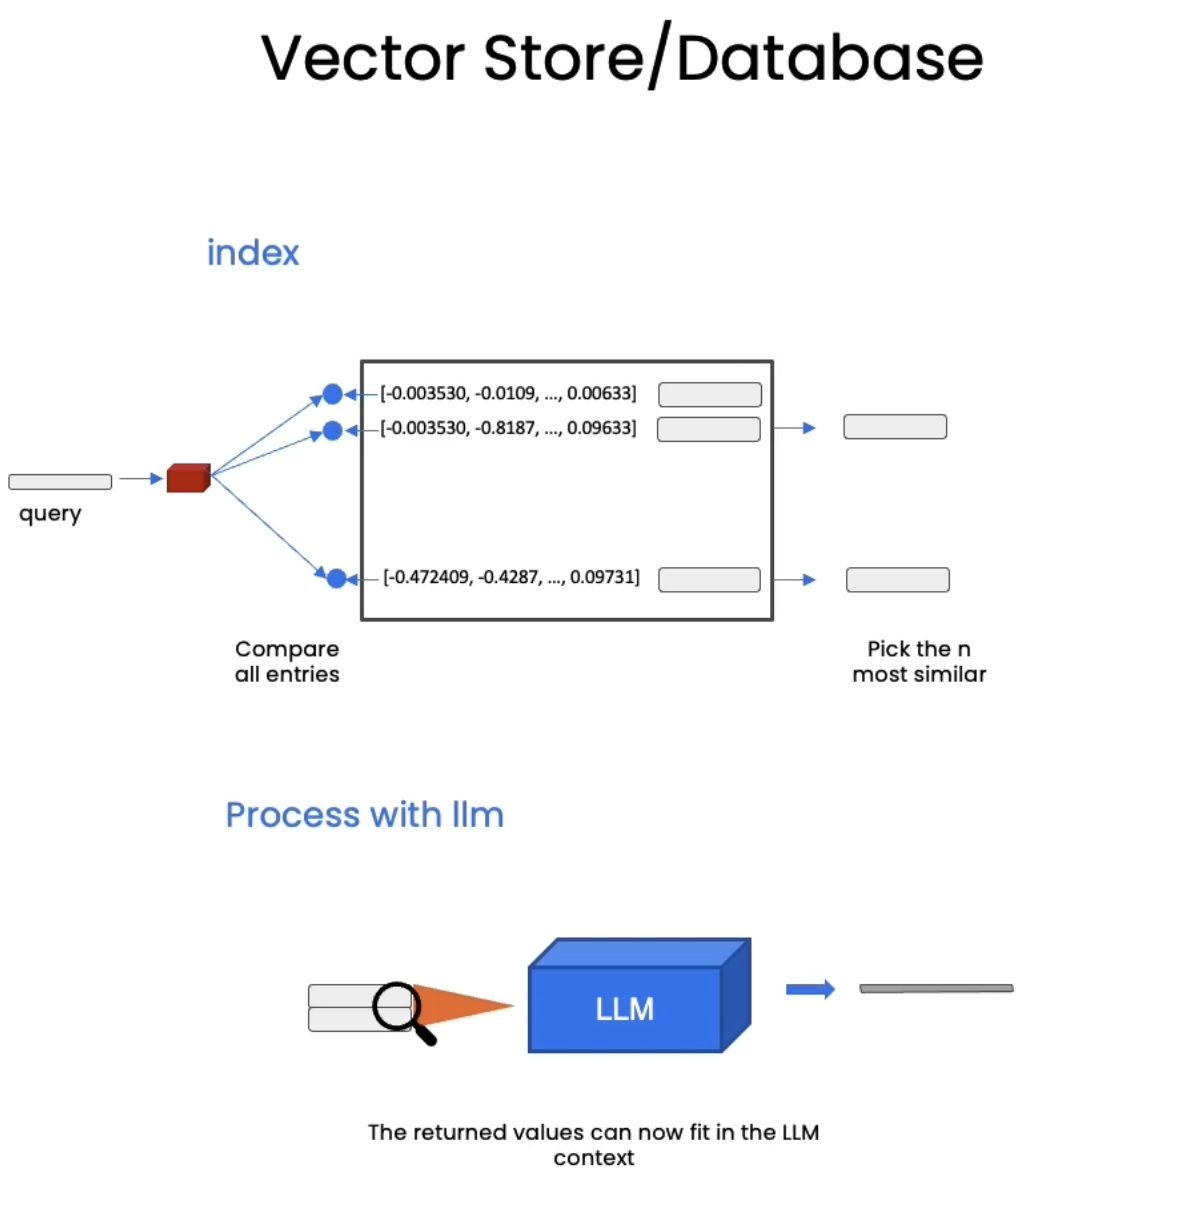 Vector Store/Database
index
[-0.003530, -0.0109, ..., 0.00633]
[-0.003530, -0.8187, ..., 0.09633]
query
[-0.472409, -0.4287, ..., 0.09731]
Compare
all entries
Pick the n
most similar
Process with llm
LLM
The returned values can now fit in the LLM
context